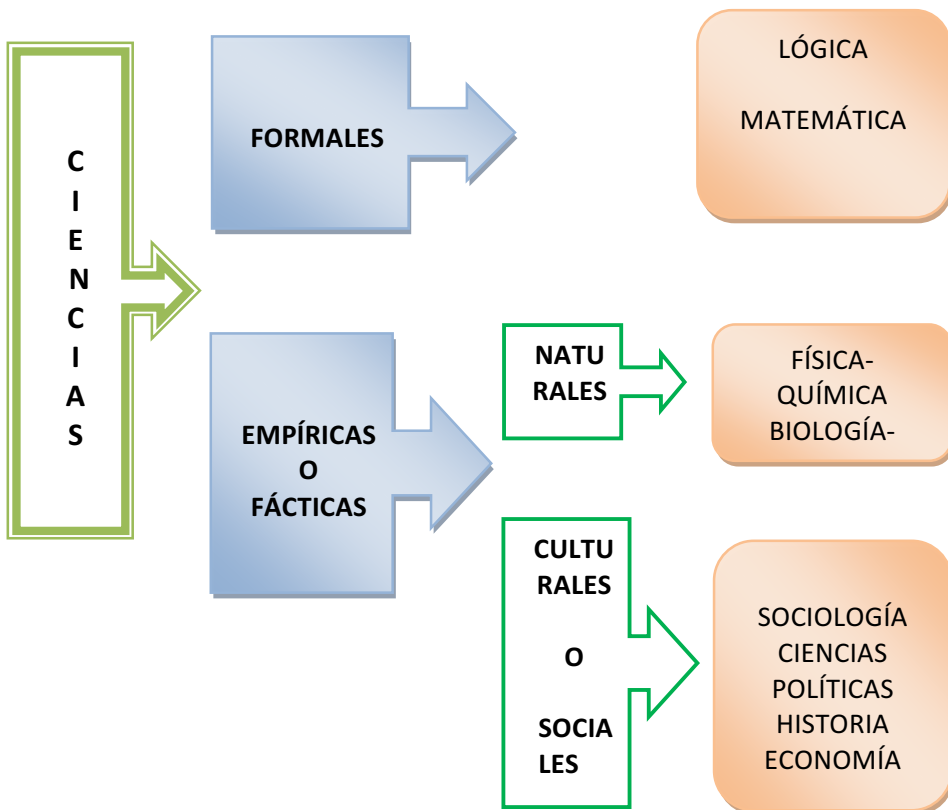 C
I
E
N
C
I
A
S
FORMALES
LÓGICA
MATEMÁTICA
EMPÍRICAS
O
FÁCTICAS
NATU
RALES
FÍSICA-
QUÍMICA
BIOLOGÍA-
CULTU
RALES
O
SOCIA
LES
SOCIOLOGÍA
CIENCIAS
POLÍTICAS
HISTORIA
ECONOMÍA